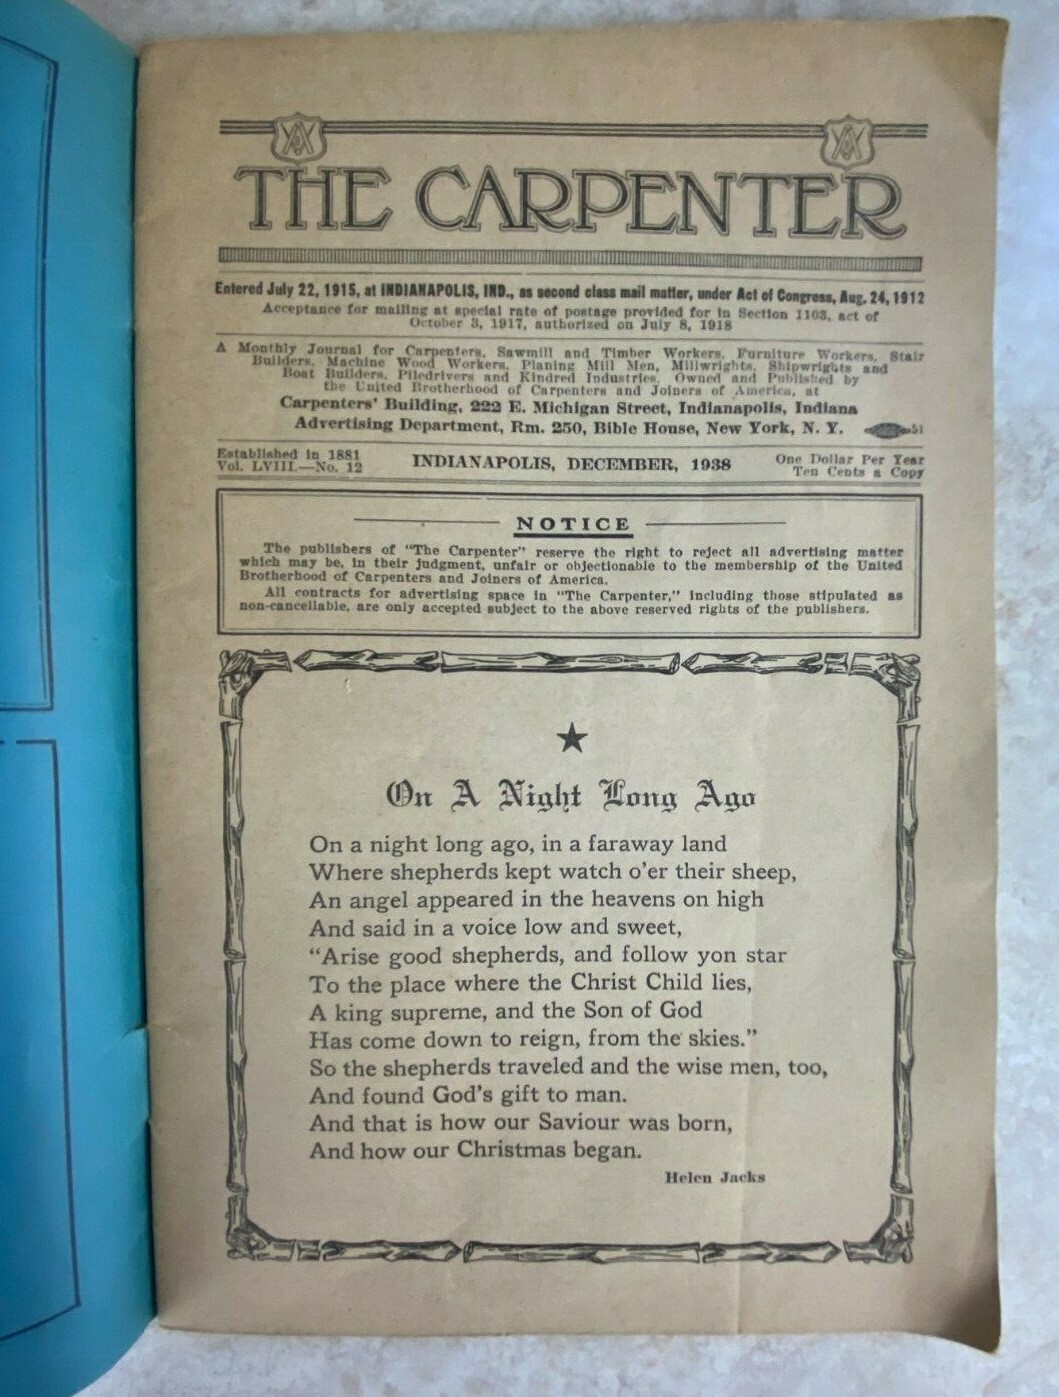 THE CARPENTER
Entered July 22, 1915, at INDIANAPOLIS, IND., as second class mail matter, under Act of Congress, Aug. 24, 1912
Acceptance for mailing at special rate of postage provided for in Section 1103, act of
October 3, 1917, authorized on July 8, 1918
A Monthly Journal for Carpenters, Sawmill and Timber Workers, Furniture Workers, Stair
Builders, Machine Wood Workers, Planing Mill Men, Millwrights, Shipwrights and
Boat Builders, Piledrivers and Kindred Industries, Owned and Published by
the United Brotherhood of Carpenters and Joiners of America, at
Carpenters' Building, 222 E. Michigan Street, Indianapolis, Indiana
Advertising Department, Rm. 250, Bible House, New York, N. Y.
51
Established in 1881
Vol. LVIII.—No. 12
INDIANAPOLIS, DECEMBER, 1938
One Dollar Per Year
Ten Cents a Copy
NOTICE
The publishers of "The Carpenter" reserve the right to reject all advertising matter
which may be, in their judgment, unfair or objectionable to the membership of the United
Brotherhood of Carpenters and Joiners of America.
All contracts for advertising space in "The Carpenter," including those stipulated as
non-cancellable, are only accepted subject to the above reserved rights of the publishers.
On A Night Long Ago
On a night long ago, in a faraway land
Where shepherds kept watch o'er their sheep,
An angel appeared in the heavens on high
And said in a voice low and sweet,
"Arise good shepherds, and follow yon star
To the place where the Christ Child lies,
A king supreme, and the Son of God
Has come down to reign, from the skies."
So the shepherds traveled and the wise men, too,
And found God's gift to man.
And that is how our Saviour was born,
And how our Christmas began.
Helen Jacks